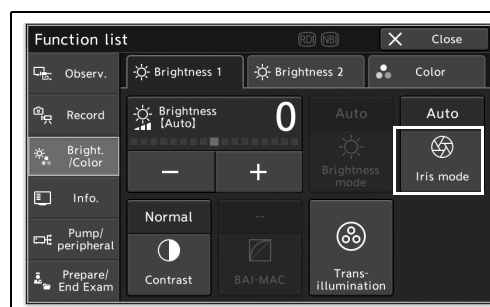 Function list
RDI NBI
Close
Observ.
Record
Bright.
/Color
Info.
Pump/
peripheral
Prepare/
End Exam
Brightness 1
Brightness 2
Color
Brightness
[Auto]
0
−
+
Auto
Brightness
mode
Auto
Iris mode
Normal
Contrast
--
BAI-MAC
Trans-
illumination